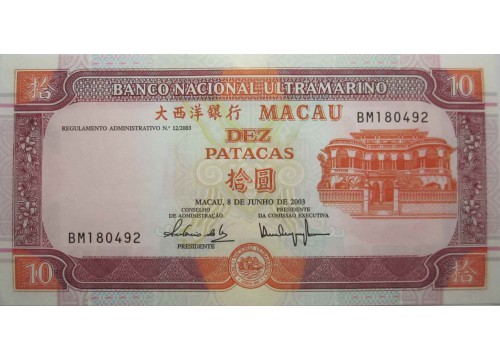 拾 BANCO NACIONAL ULTRAMARINO 10
大西洋銀行 MACAU
BM180492
REGULAMENTO ADMINISTRATIVO N.º 12/2003
DEZ
PATACAS
拾圓
MACAU, 8 DE JUNHO DE 2003
CONSELHO DE ADMINISTRAÇÃO
PRESIDENTE DA COMISSÃO EXECUTIVA
BM180492
PRESIDENTE
10 拾